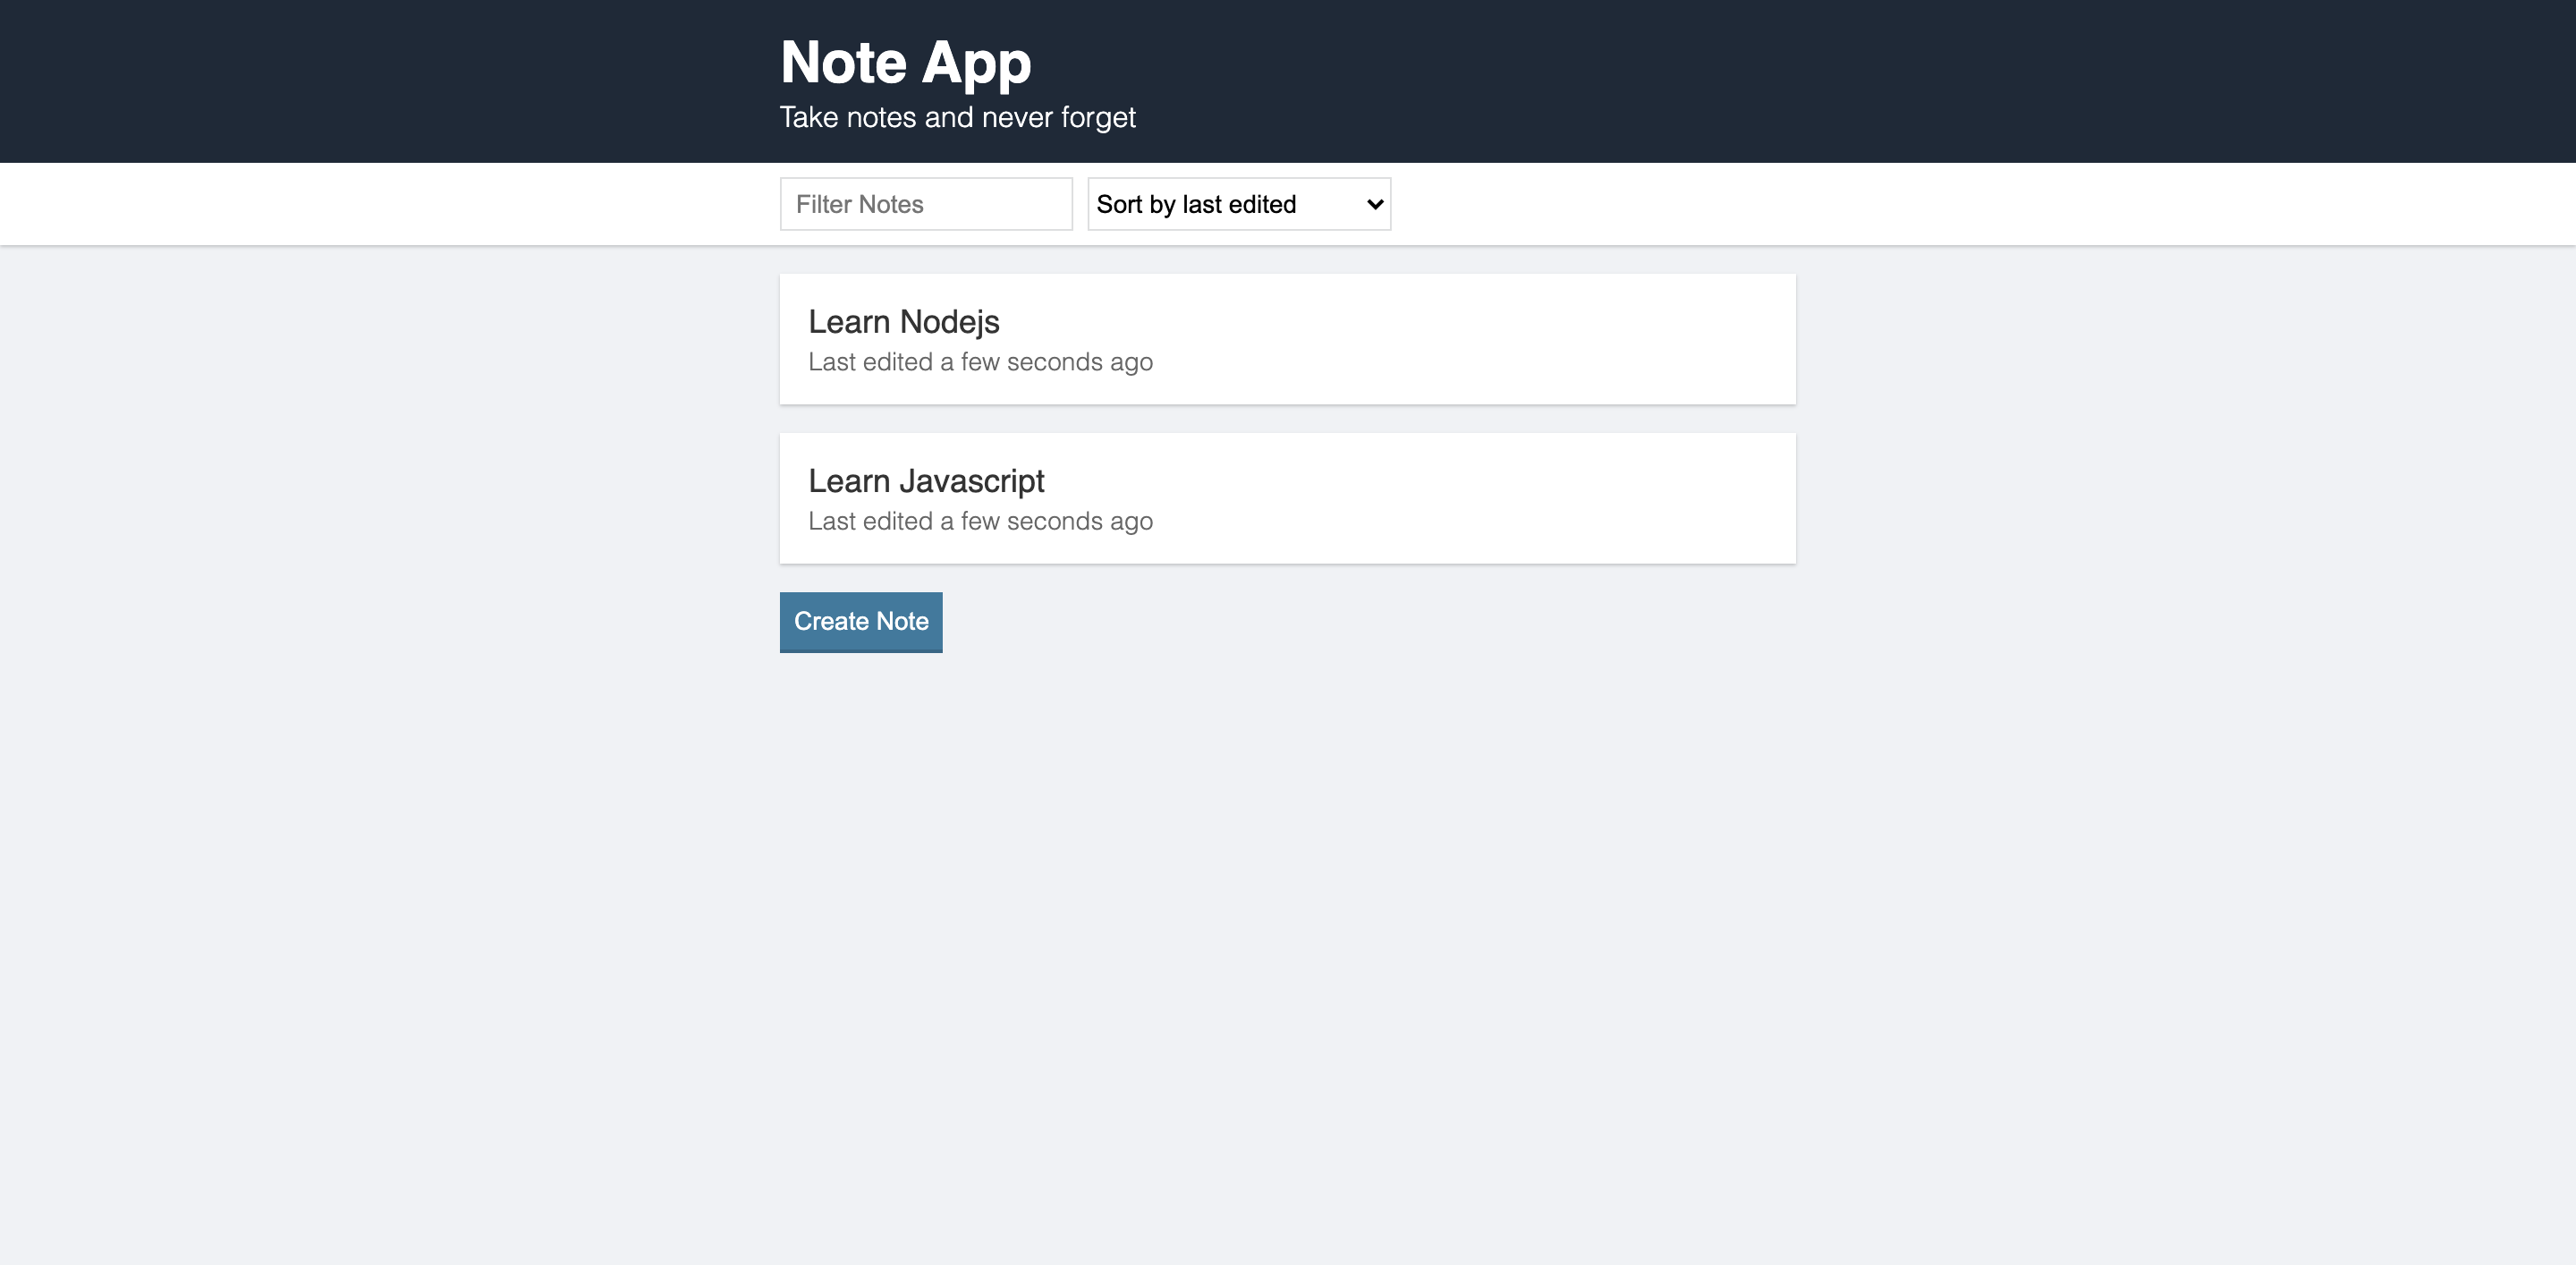 Note App
Take notes and never forget
Filter Notes
Sort by last edited
Learn Nodejs
Last edited a few seconds ago
Learn Javascript
Last edited a few seconds ago
Create Note